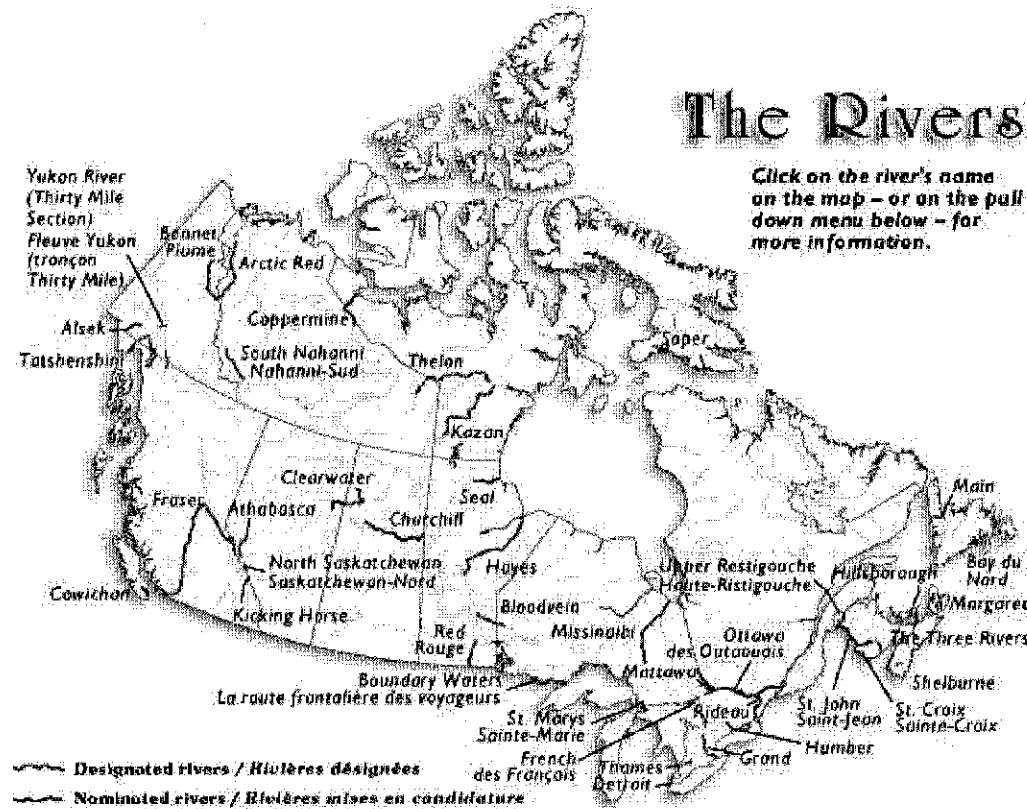 The Rivers
Click on the river's name
on the map – or on the pull
down menu below – for
more information.
Yukon River
(Thirty Mile
Section)
Fleuve Yukon
(tronçon
Thirty Mile)
Bonnet
Plume
Arctic Red
Alsek
Tatshenshini
Coppermine
South Nahanni
Nahanni-Sud
Thelon
Soper
Kazan
Clearwater
Seal
Main
Fraser
Athabasca
Churchill
North Saskatchewan
Saskatchewan-Nord
Hayes
Upper Restigouche
Haute-Ristigouche
Hillsborough
Bay du
Nord
Cowichan
Kicking Horse
Bloodvein
Margaree
Missinaibi
Red
Rouge
Ottawa
des Outaouais
The Three Rivers
Mattawa
Boundary Waters
La route frontalière des voyageurs
Shelburne
St. Marys
Sainte-Marie
Rideau
St. John
Saint-Jean
St. Croix
Sainte-Croix
French
des Français
Humber
Grand
Thames
Detroit
Designated rivers / Rivières désignées
Nominated rivers / Rivières mises en candidature